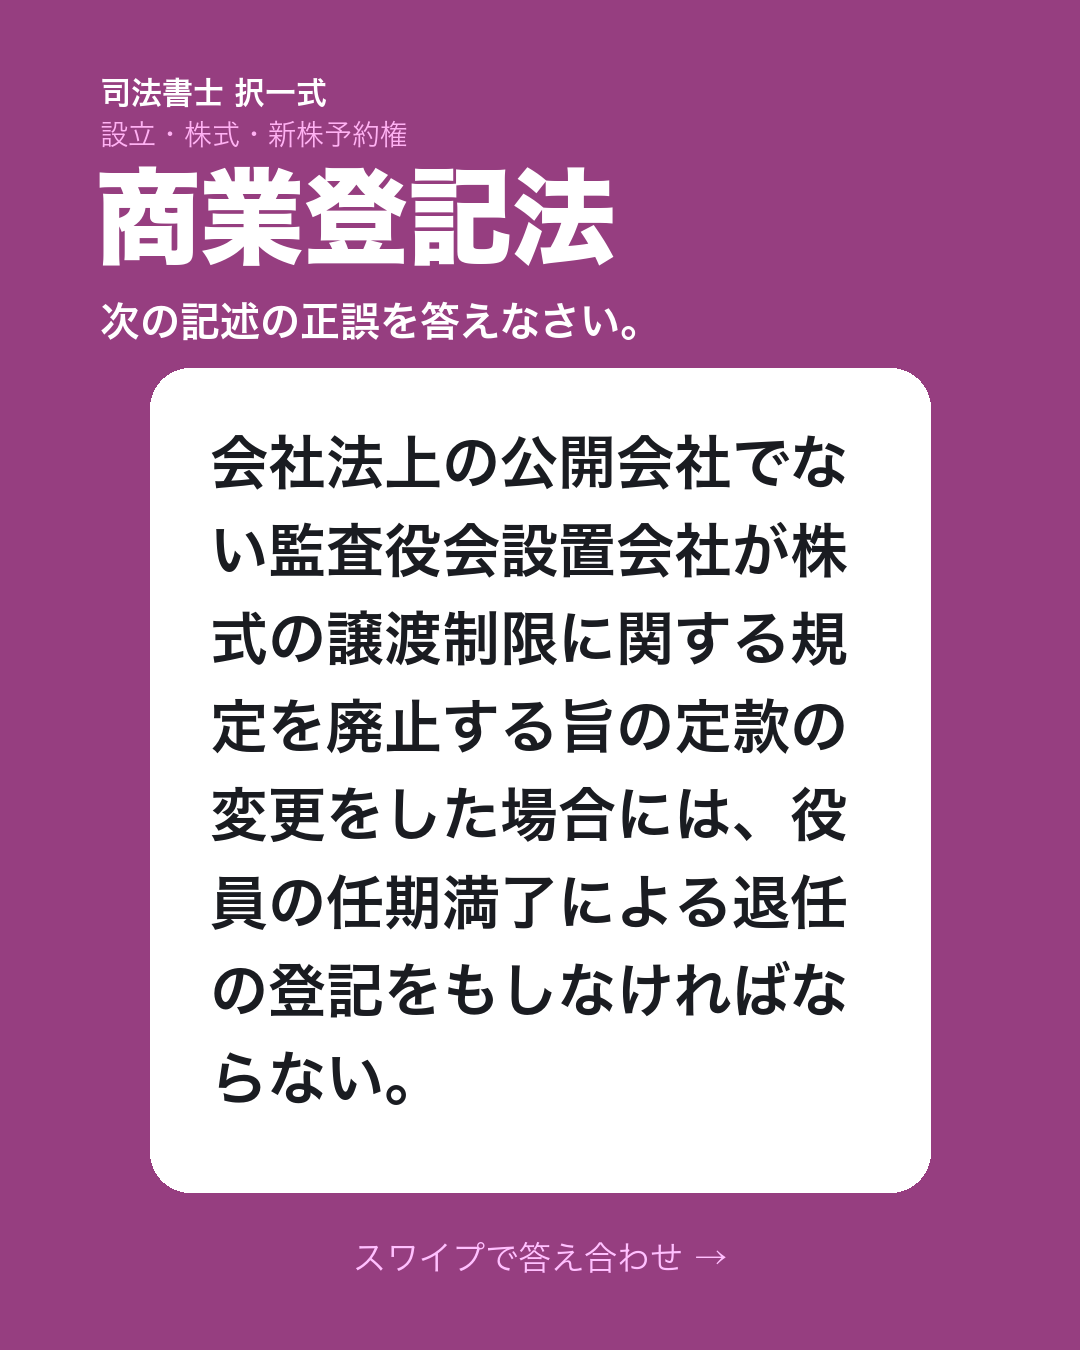 司法書士 択一式
設立・株式・新株予約権
商業登記法
次の記述の正誤を答えなさい。
会社法上の公開会社でな
い監査役会設置会社が株
式の譲渡制限に関する規
定を廃止する旨の定款の
変更をした場合には、役
員の任期満了による退任
の登記をもしなければな
らない。
スワイプで答え合わせ →